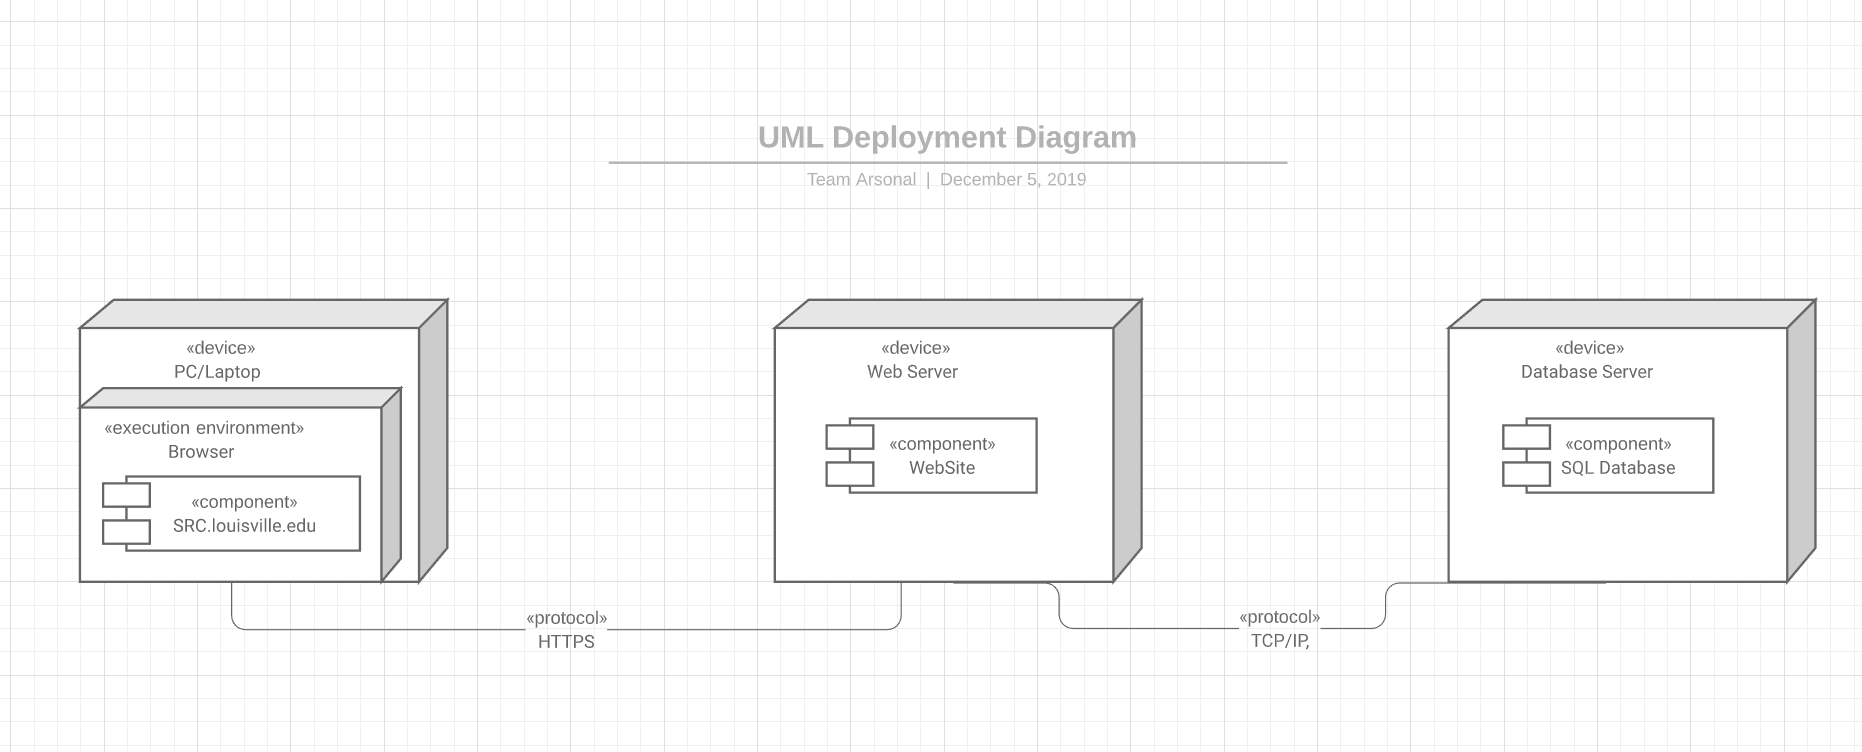 UML Deployment Diagram
Team Arsonal | December 5, 2019
«device»
PC/Laptop
«execution environment»
Browser
«component»
SRC.louisville.edu
«device»
Web Server
«component»
WebSite
«device»
Database Server
«component»
SQL Database
«protocol»
HTTPS
«protocol»
TCP/IP,